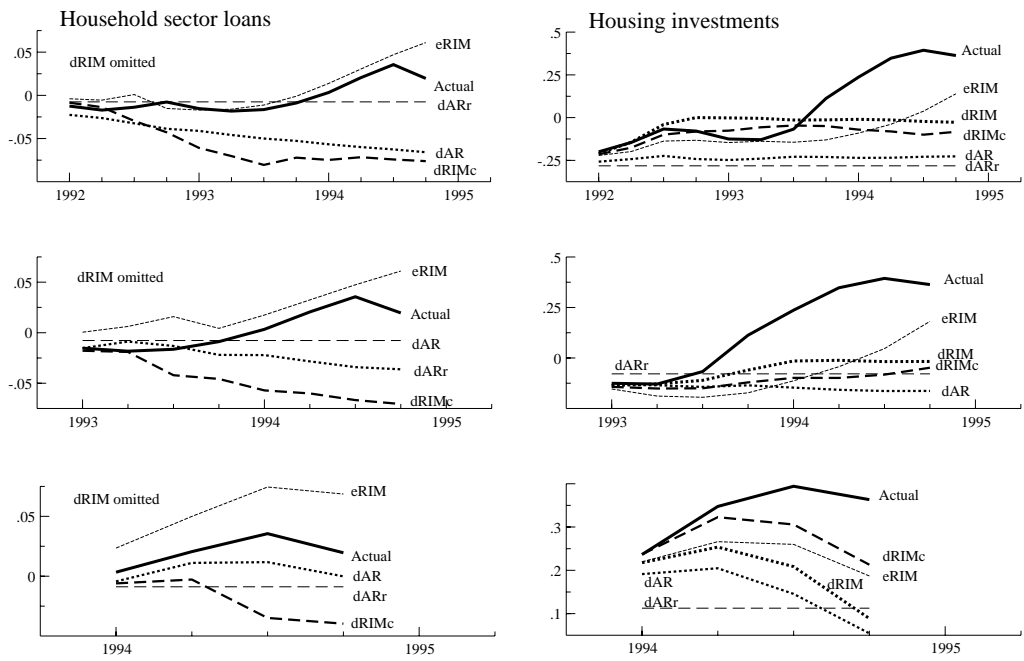 Household sector loans
.05
0
-.05
dRIM omitted
eRIM
Actual
dARr
dAR
dRIMc
1992 1993 1994 1995
Housing investments
.5
.25
0
-.25
Actual
eRIM
dRIM
dRIMc
dAR
dARr
1992 1993 1994 1995
.05
0
-.05
dRIM omitted
eRIM
Actual
dAR
dARr
dRIMc
1993 1994 1995
.5
.25
0
Actual
eRIM
dARr
dRIM
dRIMc
dAR
1993 1994 1995
.05
0
dRIM omitted
eRIM
Actual
dAR
dARr
dRIMc
1994 1995
.3
.2
.1
Actual
dRIMc
eRIM
dAR
dRIM
dARr
1994 1995